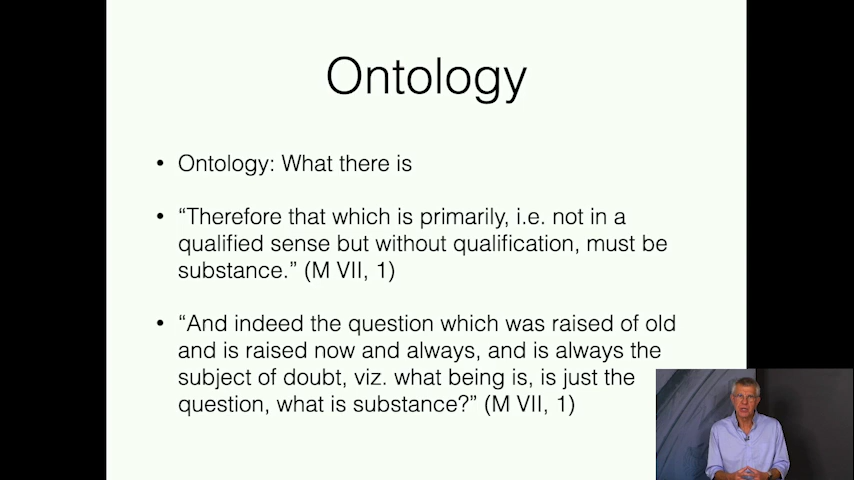 Ontology
• Ontology: What there is
• “Therefore that which is primarily, i.e. not in a
qualified sense but without qualification, must be
substance.” (M VII, 1)
• “And indeed the question which was raised of old
and is raised now and always, and is always the
subject of doubt, viz. what being is, is just the
question, what is substance?” (M VII, 1)